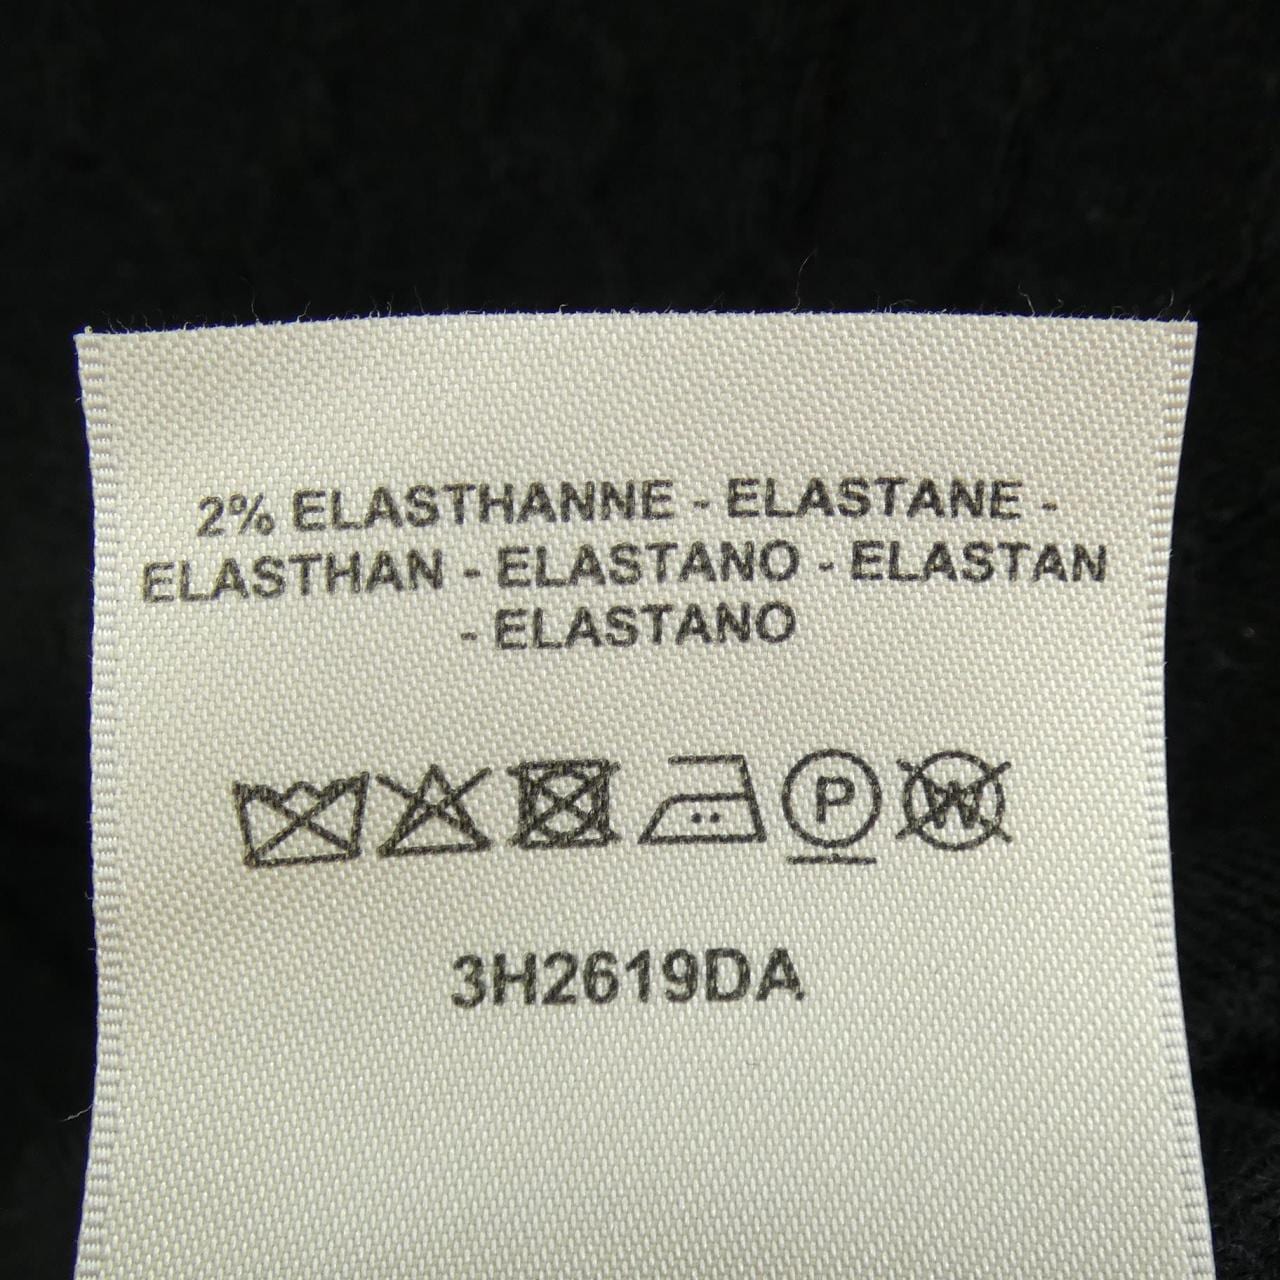 2% ELASTHANNE - ELASTANE -
ELASTHAN - ELASTANO - ELASTAN
- ELASTANO
P W
3H2619DA